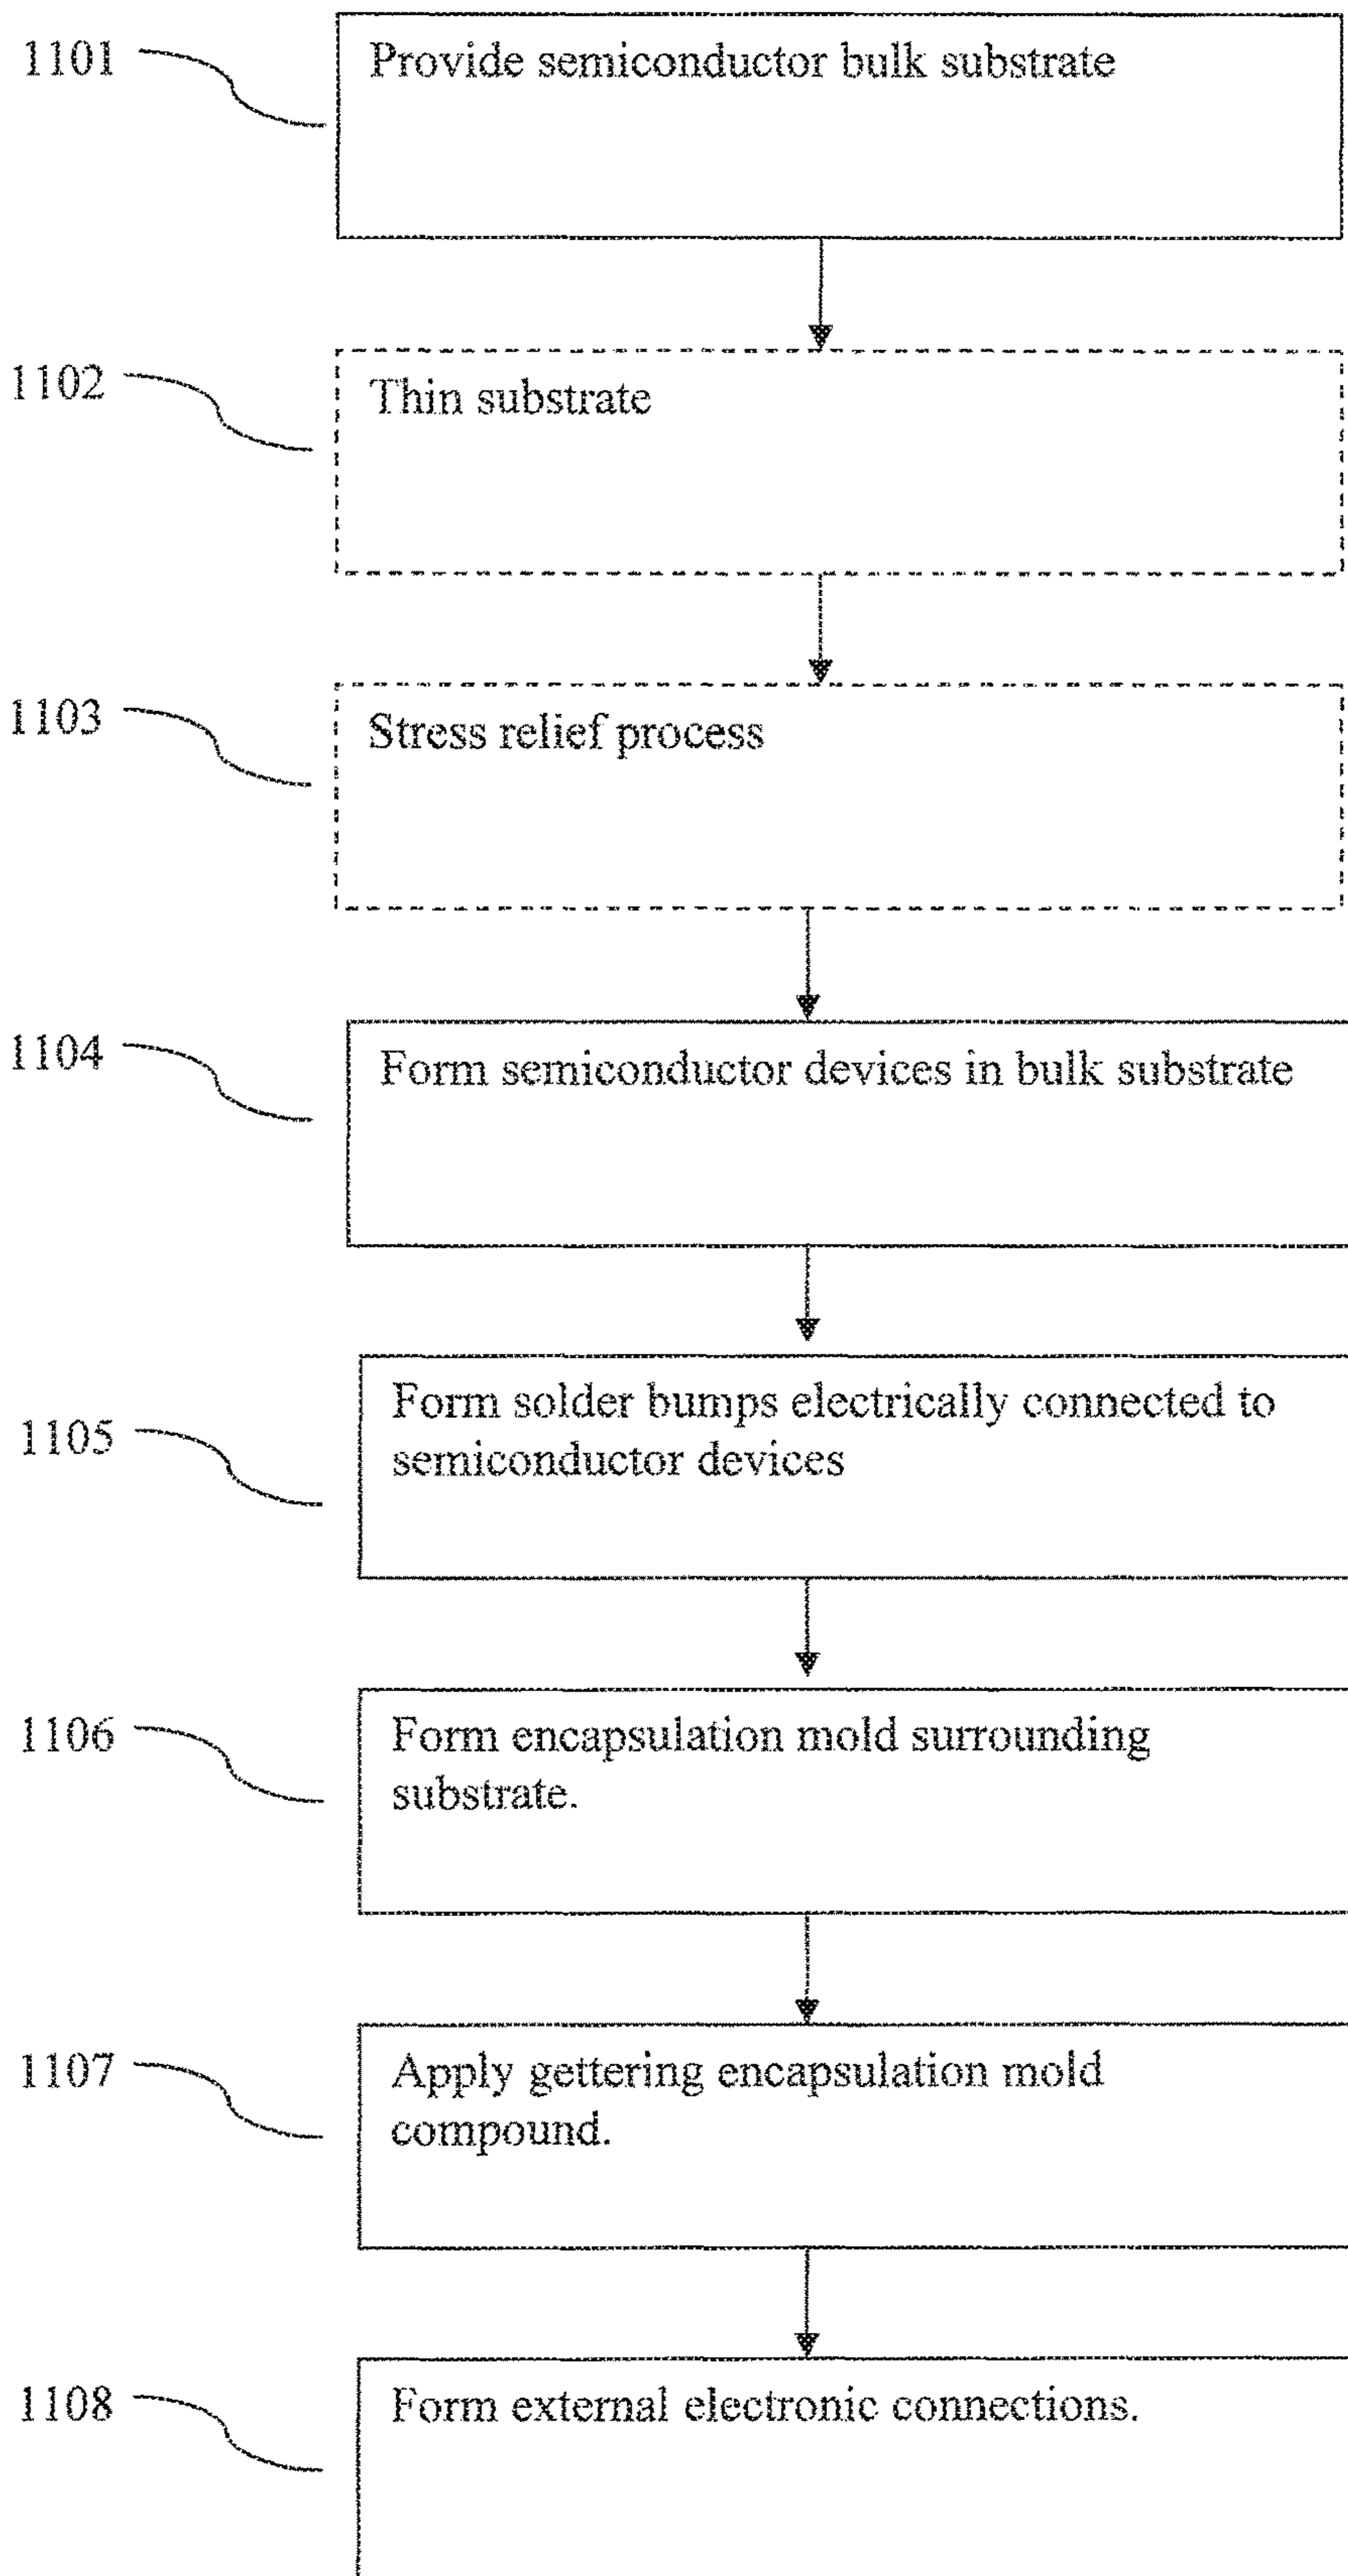 1101
Provide semiconductor bulk substrate
1102
Thin substrate
1103
Stress relief process
1104
Form semiconductor devices in bulk substrate
1105
Form solder bumps electrically connected to
semiconductor devices
1106
Form encapsulation mold surrounding
substrate.
1107
Apply gettering encapsulation mold
compound.
1108
Form external electronic connections.